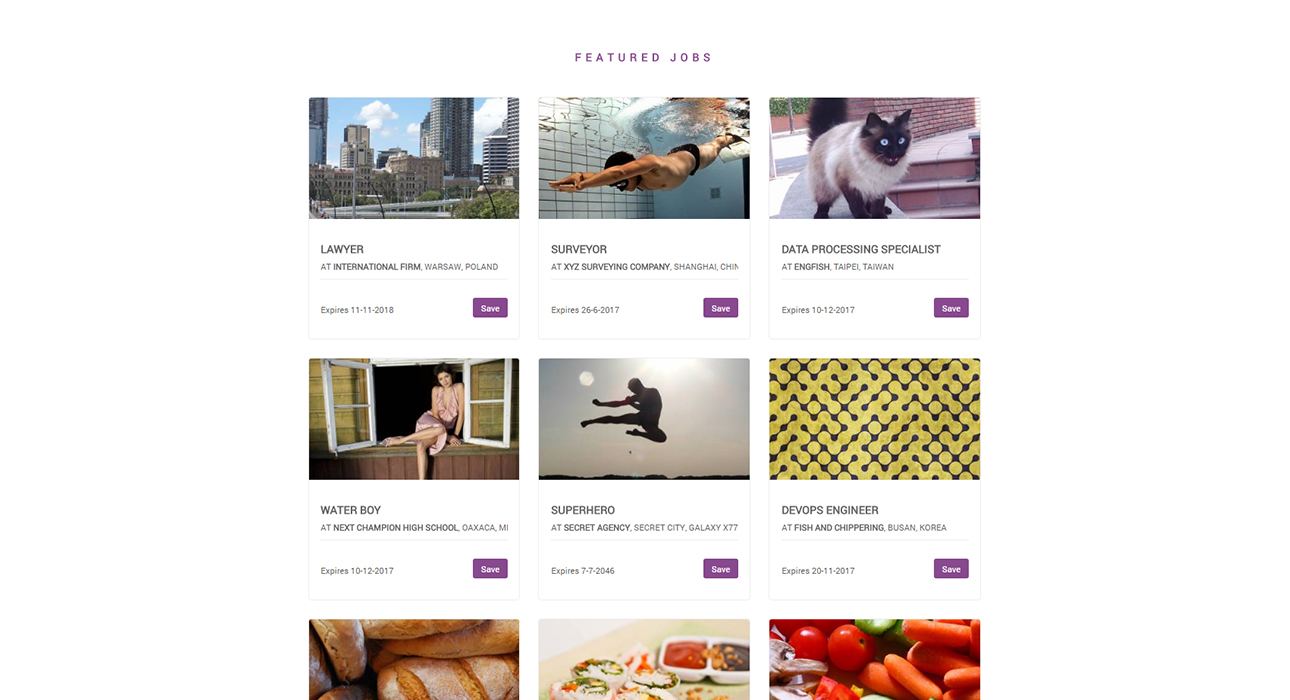 FEATURED JOBS
LAWYER
AT INTERNATIONAL FIRM, WARSAW, POLAND
Expires 11-11-2018
Save
SURVEYOR
AT XYZ SURVEYING COMPANY, SHANGHAI, CHIN
Expires 26-6-2017
Save
DATA PROCESSING SPECIALIST
AT ENGFISH, TAIPEI, TAIWAN
Expires 10-12-2017
Save
WATER BOY
AT NEXT CHAMPION HIGH SCHOOL, OAXACA, MI
Expires 10-12-2017
Save
SUPERHERO
AT SECRET AGENCY, SECRET CITY, GALAXY X77
Expires 7-7-2046
Save
DEVOPS ENGINEER
AT FISH AND CHIPPERING, BUSAN, KOREA
Expires 20-11-2017
Save